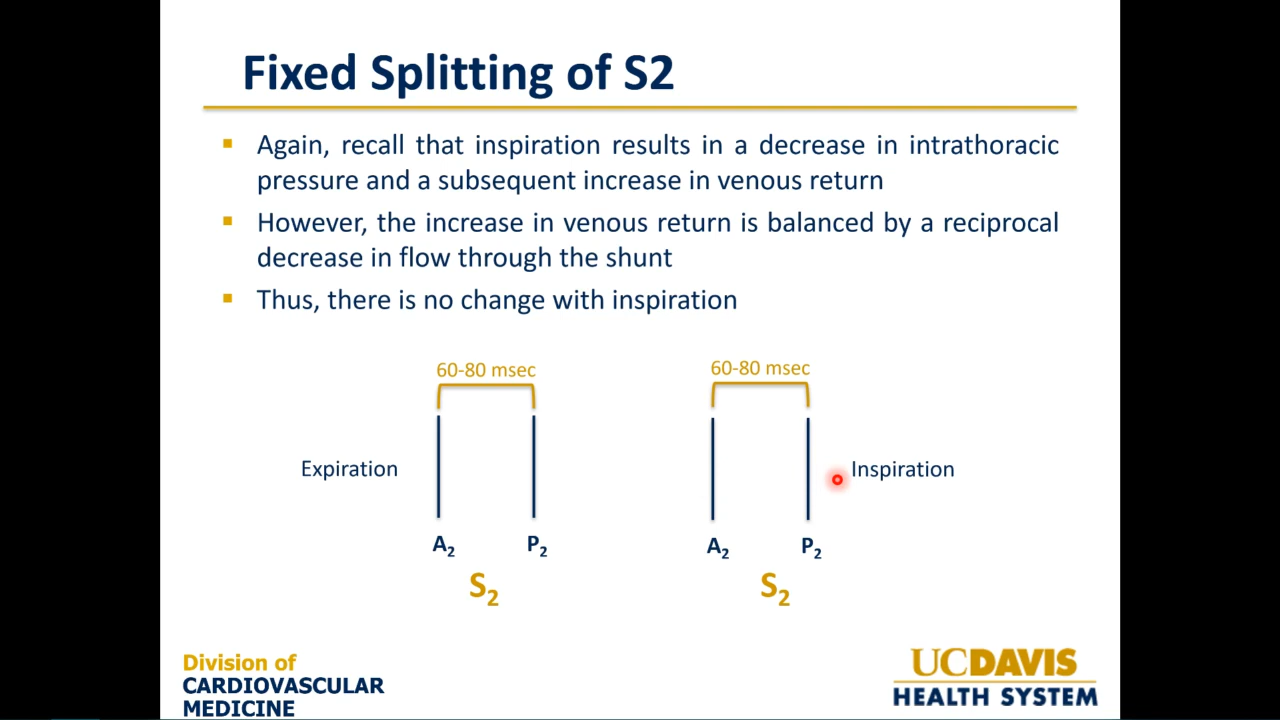 Fixed Splitting of S2
Again, recall that inspiration results in a decrease in intrathoracic
pressure and a subsequent increase in venous return
However, the increase in venous return is balanced by a reciprocal
decrease in flow through the shunt
Thus, there is no change with inspiration
60-80 msec
60-80 msec
Expiration
Inspiration
A2
P2
A2
P2
S2
S2
Division of
CARDIOVASCULAR
MEDICINE
UCDAVIS
HEALTH SYSTEM